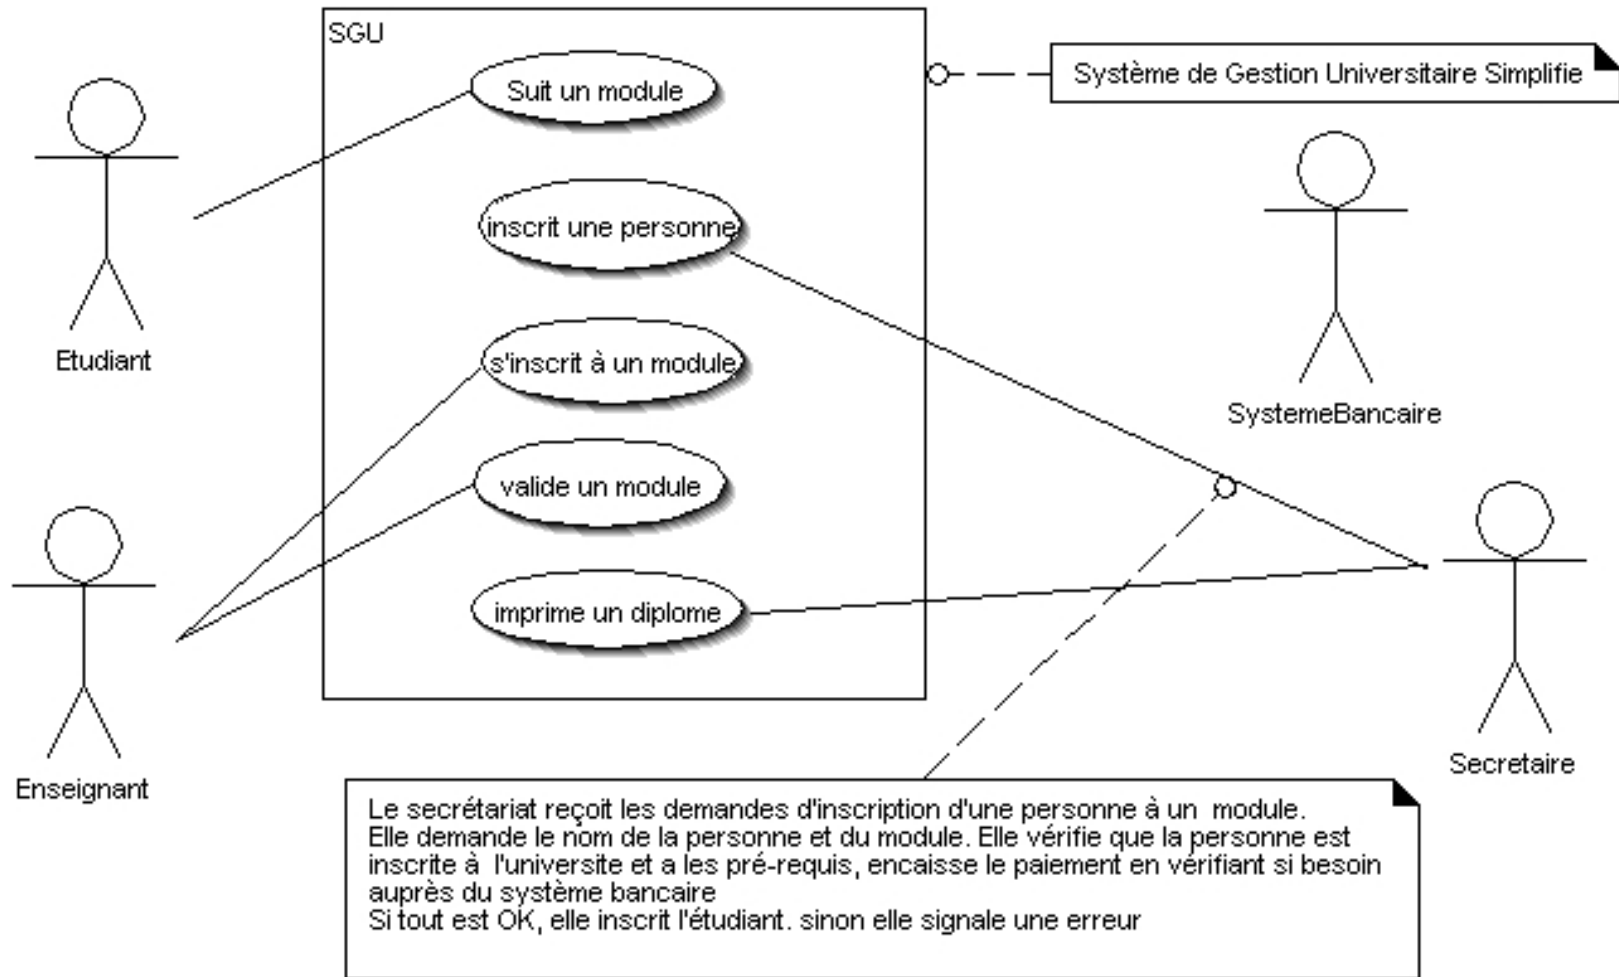 SGU
Suit un module
Système de Gestion Universitaire Simplifie
inscrit une personne
s'inscrit à un module
Etudiant
SystemeBancaire
valide un module
imprime un diplome
Enseignant
Secretaire
Le secrétariat reçoit les demandes d'inscription d'une personne à un module.
Elle demande le nom de la personne et du module. Elle vérifie que la personne est
inscrite à l'universite et a les pré-requis, encaisse le paiement en vérifiant si besoin
auprès du système bancaire
Si tout est OK, elle inscrit l'étudiant. sinon elle signale une erreur